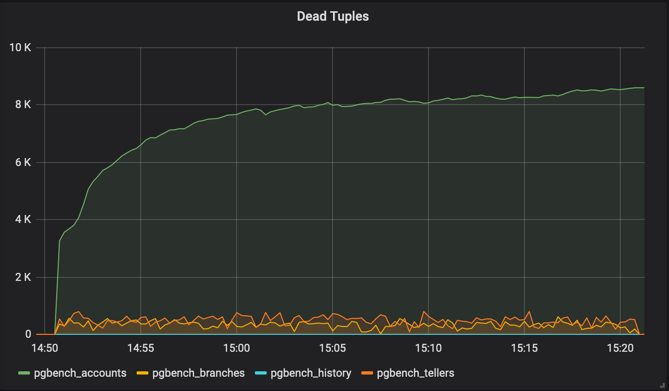 Dead Tuples
10 K
8 K
6 K
4 K
2 K
0
14:50 14:55 15:00 15:05 15:10 15:15 15:20
pgbench_accounts pgbench_branches pgbench_history pgbench_tellers